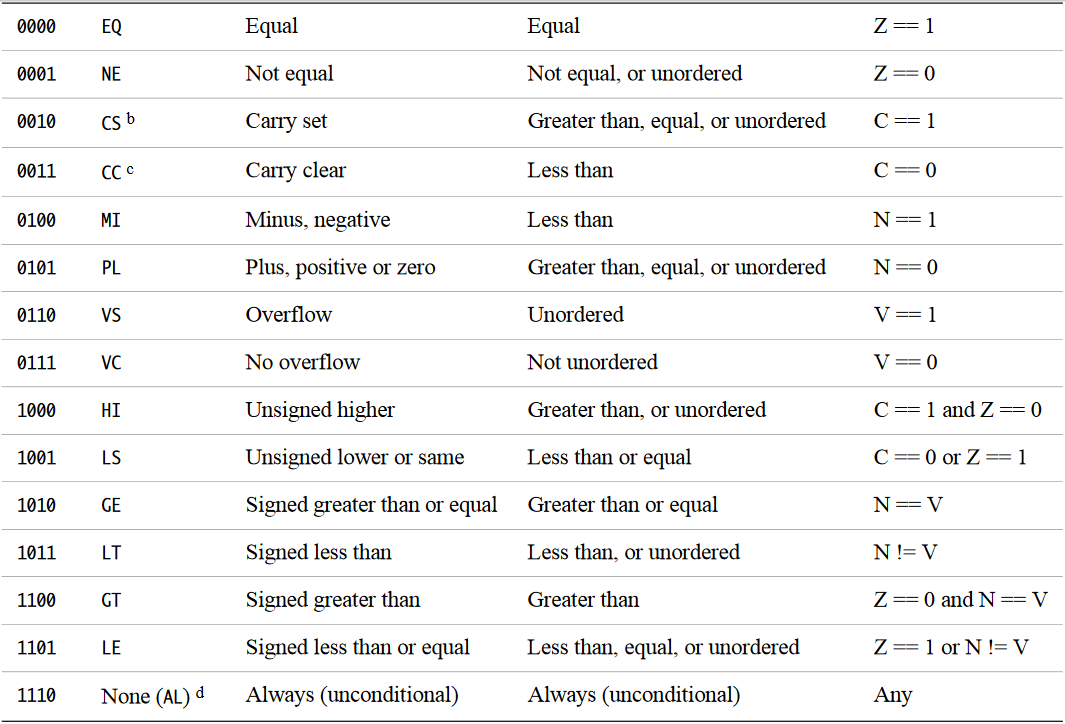 0000 EQ Equal Equal Z == 1
0001 NE Not equal Not equal, or unordered Z == 0
0010 CS b Carry set Greater than, equal, or unordered C == 1
0011 CC c Carry clear Less than C == 0
0100 MI Minus, negative Less than N == 1
0101 PL Plus, positive or zero Greater than, equal, or unordered N == 0
0110 VS Overflow Unordered V == 1
0111 VC No overflow Not unordered V == 0
1000 HI Unsigned higher Greater than, or unordered C == 1 and Z == 0
1001 LS Unsigned lower or same Less than or equal C == 0 or Z == 1
1010 GE Signed greater than or equal Greater than or equal N == V
1011 LT Signed less than Less than, or unordered N != V
1100 GT Signed greater than Greater than Z == 0 and N == V
1101 LE Signed less than or equal Less than, equal, or unordered Z == 1 or N != V
1110 None (AL) d Always (unconditional) Always (unconditional) Any